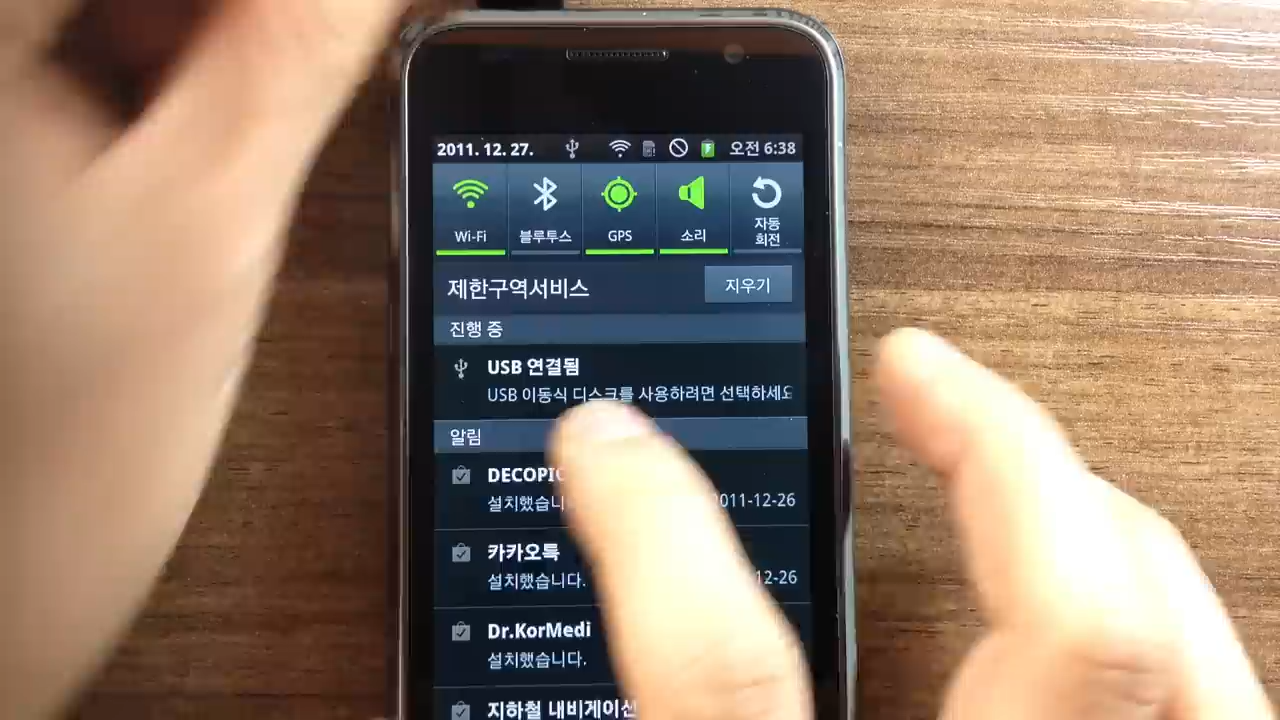 2011. 12. 27. 오전 6:38
Wi-Fi 블루투스 GPS 소리 자동 회전
제한구역서비스 지우기
진행 중
USB 연결됨
USB 이동식 디스크를 사용하려면 선택하세요
알림
DECOPIC
설치했습니 2011-12-26
카카오톡
설치했습니다. 12-26
Dr.KorMedi
설치했습니다.
지하철 내비게이션